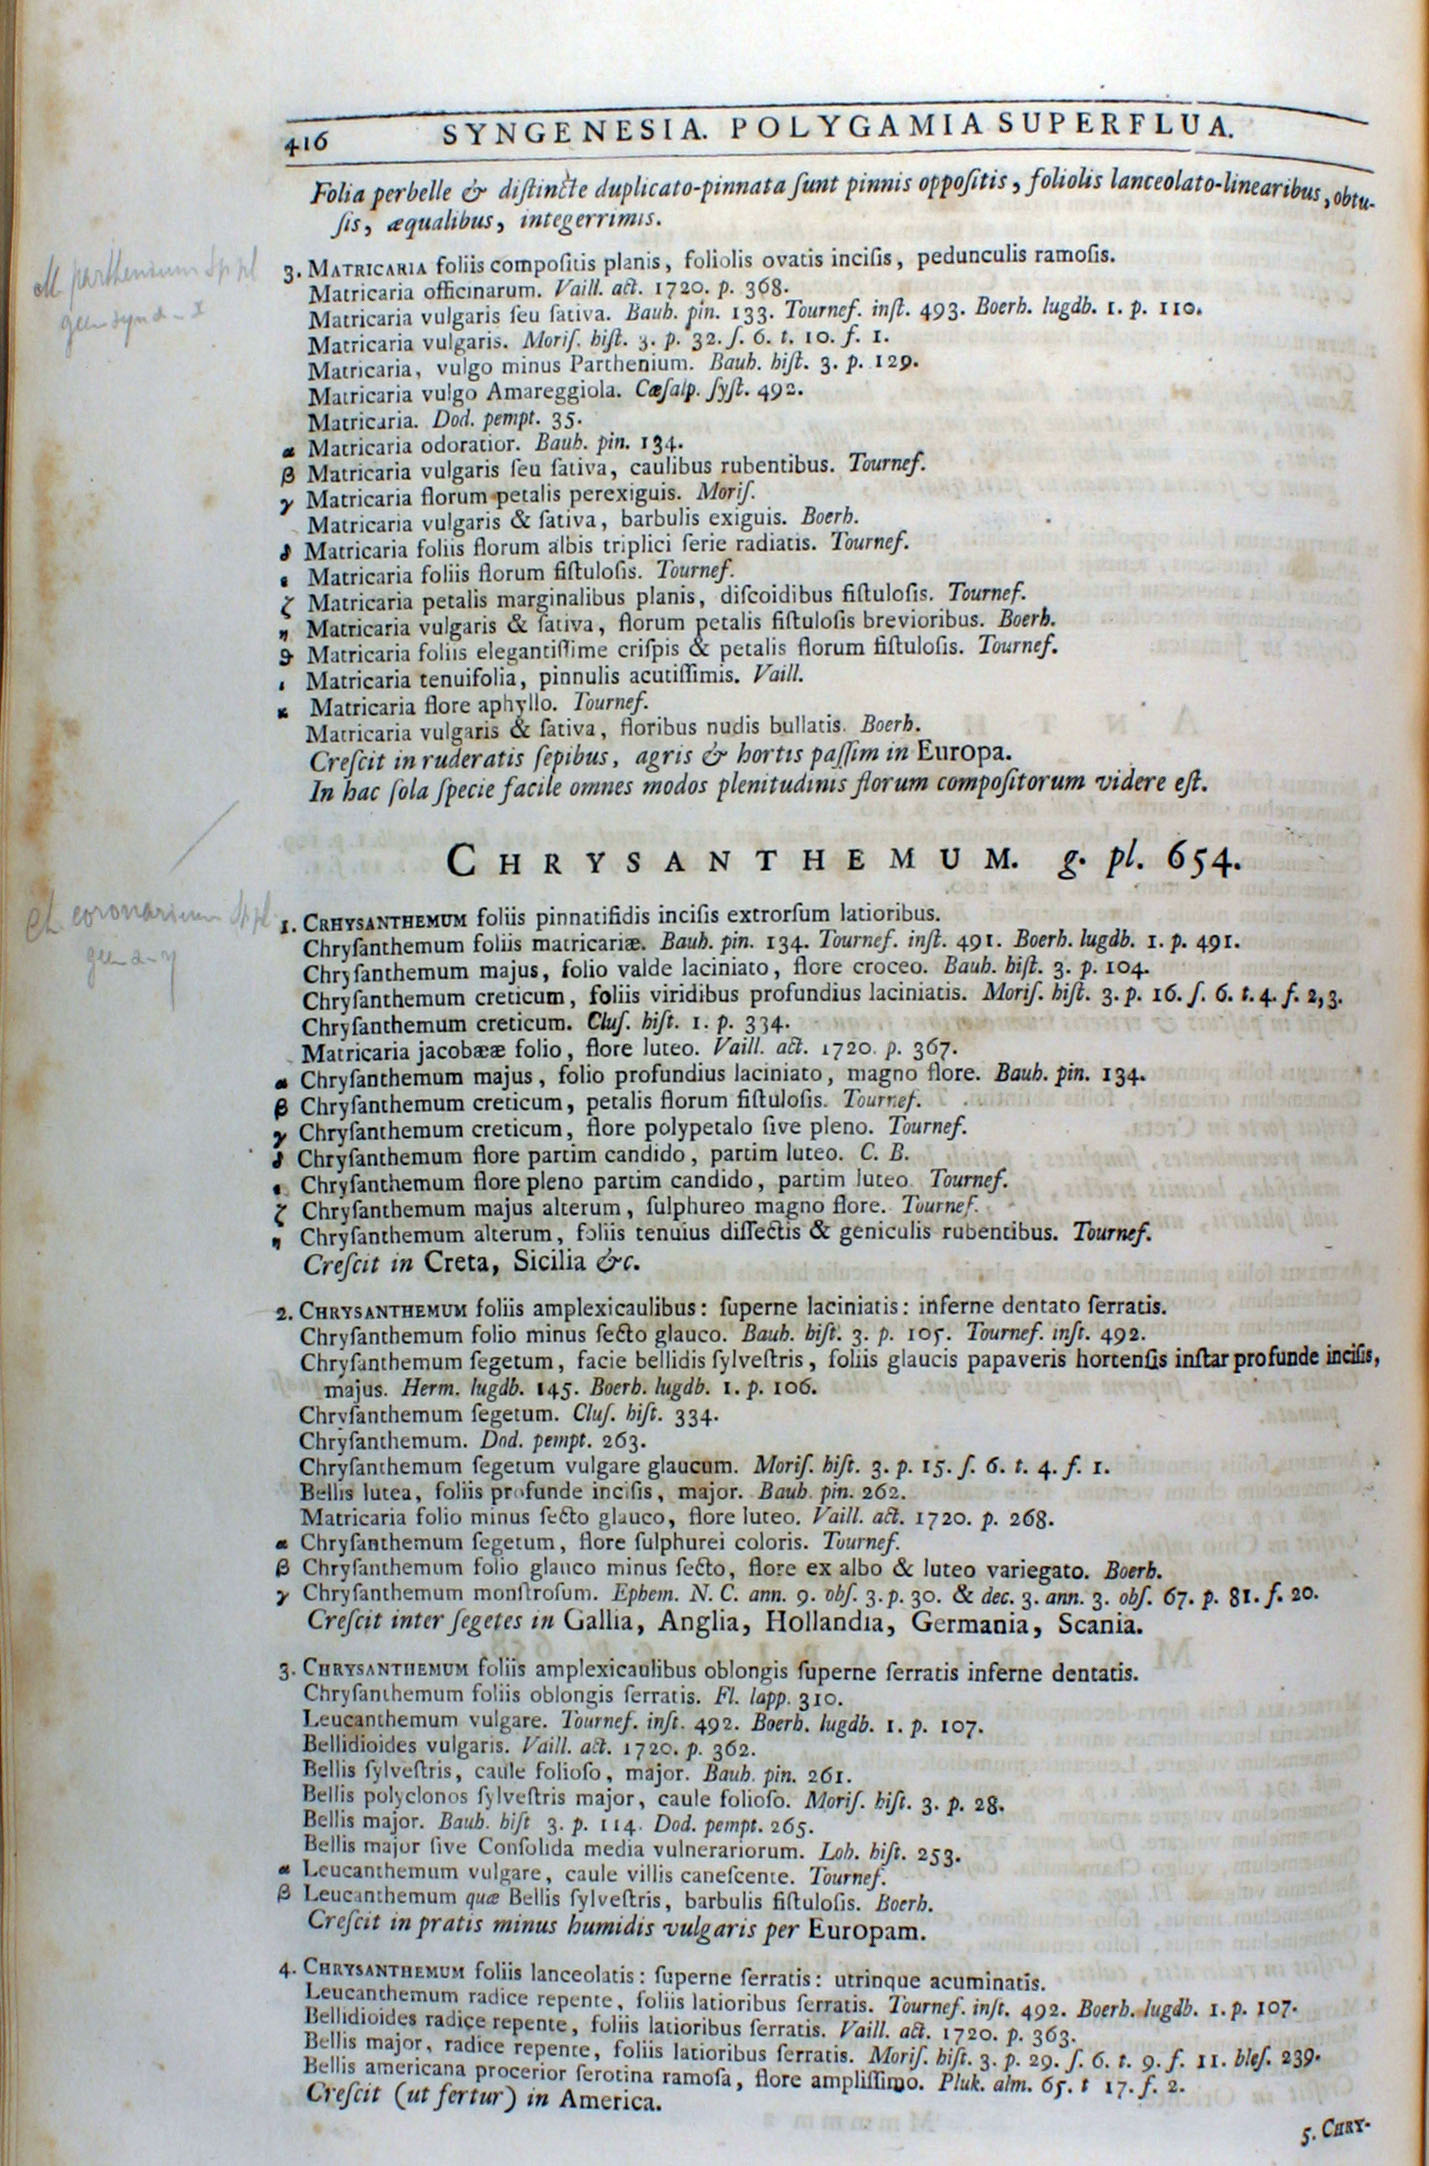 416 SYNGENESIA. POLYGAMIA SUPERFLUA.
Folia perbelle & diſtincte duplicato-pinnata ſunt pinnis oppoſitis, foliolis lanceolato-linearibus, obtu-
ſis, æqualibus, integerrimis.
M. parthenium Sp pl
3. MATRICARIA foliis compoſitis planis, foliolis ovatis inciſis, pedunculis ramoſis.
Matricaria officinarum. Vaill. act. 1720. p. 368.
Matricaria vulgaris ſeu ſativa. Bauh. pin. 133. Tournef. inſt. 493. Boerh. lugdb. 1. p. 110.
Matricaria vulgaris. Moriſ. hiſt. 3. p. 32. ſ. 6. t. 10. f. 1.
Matricaria, vulgo minus Parthenium. Bauh. hiſt. 3. p. 129.
Matricaria vulgo Amareggiola. Cæſalp. ſyſt. 492.
Matricaria. Dod. pempt. 35.
α Matricaria odoratior. Bauh. pin. 134.
β Matricaria vulgaris ſeu ſativa, caulibus rubentibus. Tournef.
γ Matricaria florum petalis perexiguis. Moriſ.
Matricaria vulgaris & ſativa, barbulis exiguis. Boerh.
δ Matricaria foliis florum albis triplici ſerie radiatis. Tournef.
ε Matricaria foliis florum fiſtuloſis. Tournef.
ζ Matricaria petalis marginalibus planis, diſcoidibus fiſtuloſis. Tournef.
η Matricaria vulgaris & ſativa, florum petalis fiſtuloſis brevioribus. Boerh.
ϑ Matricaria foliis elegantiſſime criſpis & petalis florum fiſtuloſis. Tournef.
ι Matricaria tenuifolia, pinnulis acutiſſimis. Vaill.
κ Matricaria flore aphyllo. Tournef.
Matricaria vulgaris & ſativa, floribus nudis bullatis. Boerh.
Creſcit in ruderatis ſepibus, agris & hortis paſſim in Europa.
In hac ſola ſpecie facile omnes modos plenitudinis florum compoſitorum videre eſt.
CHRYSANTHEMUM. g. pl. 654.
Ch. coronarium Sp pl
1. CRHYSANTHEMUM foliis pinnatifidis inciſis extrorſum latioribus.
Chryſanthemum foliis matricariæ. Bauh. pin. 134. Tournef. inſt. 491. Boerh. lugdb. 1. p. 491.
Chryſanthemum majus, folio valde laciniato, flore croceo. Bauh. hiſt. 3. p. 104.
Chryſanthemum creticum, foliis viridibus profundius laciniatis. Moriſ. hiſt. 3. p. 16. ſ. 6. t. 4. f. 2, 3.
Chryſanthemum creticum. Cluſ. hiſt. 1. p. 334.
Matricaria jacobææ folio, flore luteo. Vaill. act. 1720. p. 367.
α Chryſanthemum majus, folio profundius laciniato, magno flore. Bauh. pin. 134.
β Chryſanthemum creticum, petalis florum fiſtuloſis. Tournef.
γ Chryſanthemum creticum, flore polypetalo ſive pleno. Tournef.
δ Chryſanthemum flore partim candido, partim luteo. C. B.
ε Chryſanthemum flore pleno partim candido, partim luteo. Tournef.
ζ Chryſanthemum majus alterum, ſulphureo magno flore. Tournef.
η Chryſanthemum alterum, foliis tenuius diſſectis & geniculis rubentibus. Tournef.
Creſcit in Creta, Sicilia &c.
2. CHRYSANTHEMUM foliis amplexicaulibus: ſuperne laciniatis: inferne dentato ſerratis.
Chryſanthemum folio minus ſecto glauco. Bauh. hiſt. 3. p. 105. Tournef. inſt. 492.
Chryſanthemum ſegetum, facie bellidis ſylveſtris, foliis glaucis papaveris hortenſis inſtar profunde inciſis,
majus. Herm. lugdb. 145. Boerh. lugdb. 1. p. 106.
Chryſanthemum ſegetum. Cluſ. hiſt. 334.
Chryſanthemum. Dod. pempt. 263.
Chryſanthemum ſegetum vulgare glaucum. Moriſ. hiſt. 3. p. 15. ſ. 6. t. 4. f. 1.
Bellis lutea, foliis profunde inciſis, major. Bauh. pin. 262.
Matricaria folio minus ſecto glauco, flore luteo. Vaill. act. 1720. p. 268.
α Chryſanthemum ſegetum, flore ſulphurei coloris. Tournef.
β Chryſanthemum folio glauco minus ſecto, flore ex albo & luteo variegato. Boerh.
γ Chryſanthemum monſtroſum. Ephem. N. C. ann. 9. obſ. 3. p. 30. & dec. 3. ann. 3. obſ. 67. p. 81. f. 20.
Creſcit inter ſegetes in Gallia, Anglia, Hollandia, Germania, Scania.
3. CHRYSANTHEMUM foliis amplexicaulibus oblongis ſuperne ſerratis inferne dentatis.
Chryſanthemum foliis oblongis ſerratis. Fl. lapp. 310.
Leucanthemum vulgare. Tournef. inſt. 492. Boerh. lugdb. 1. p. 107.
Bellidioides vulgaris. Vaill. act. 1720. p. 362.
Bellis ſylveſtris, caule folioſo, major. Bauh. pin. 261.
Bellis polyclonos ſylveſtris major, caule folioſo. Moriſ. hiſt. 3. p. 28.
Bellis major. Bauh. hiſt 3. p. 114. Dod. pempt. 265.
Bellis major ſive Conſolida media vulnerariorum. Lob. hiſt. 253.
α Leucanthemum vulgare, caule villis caneſcente. Tournef.
β Leucanthemum quæ Bellis ſylveſtris, barbulis fiſtuloſis. Boerh.
Creſcit in pratis minus humidis vulgaris per Europam.
4. CHRYSANTHEMUM foliis lanceolatis: ſuperne ſerratis: utrinque acuminatis.
Leucanthemum radice repente, foliis latioribus ſerratis. Tournef. inſt. 492. Boerh. lugdb. 1. p. 107.
Bellidioides radice repente, foliis latioribus ſerratis. Vaill. act. 1720. p. 363.
Bellis major, radice repente, foliis latioribus ſerratis. Moriſ. hiſt. 3. p. 29. ſ. 6. t. 9. f. 11. bleſ. 239.
Bellis americana procerior ſerotina ramoſa, flore ampliſſimo. Pluk. alm. 65. t 17. f. 2.
Creſcit (ut fertur) in America.
5. CHRY-